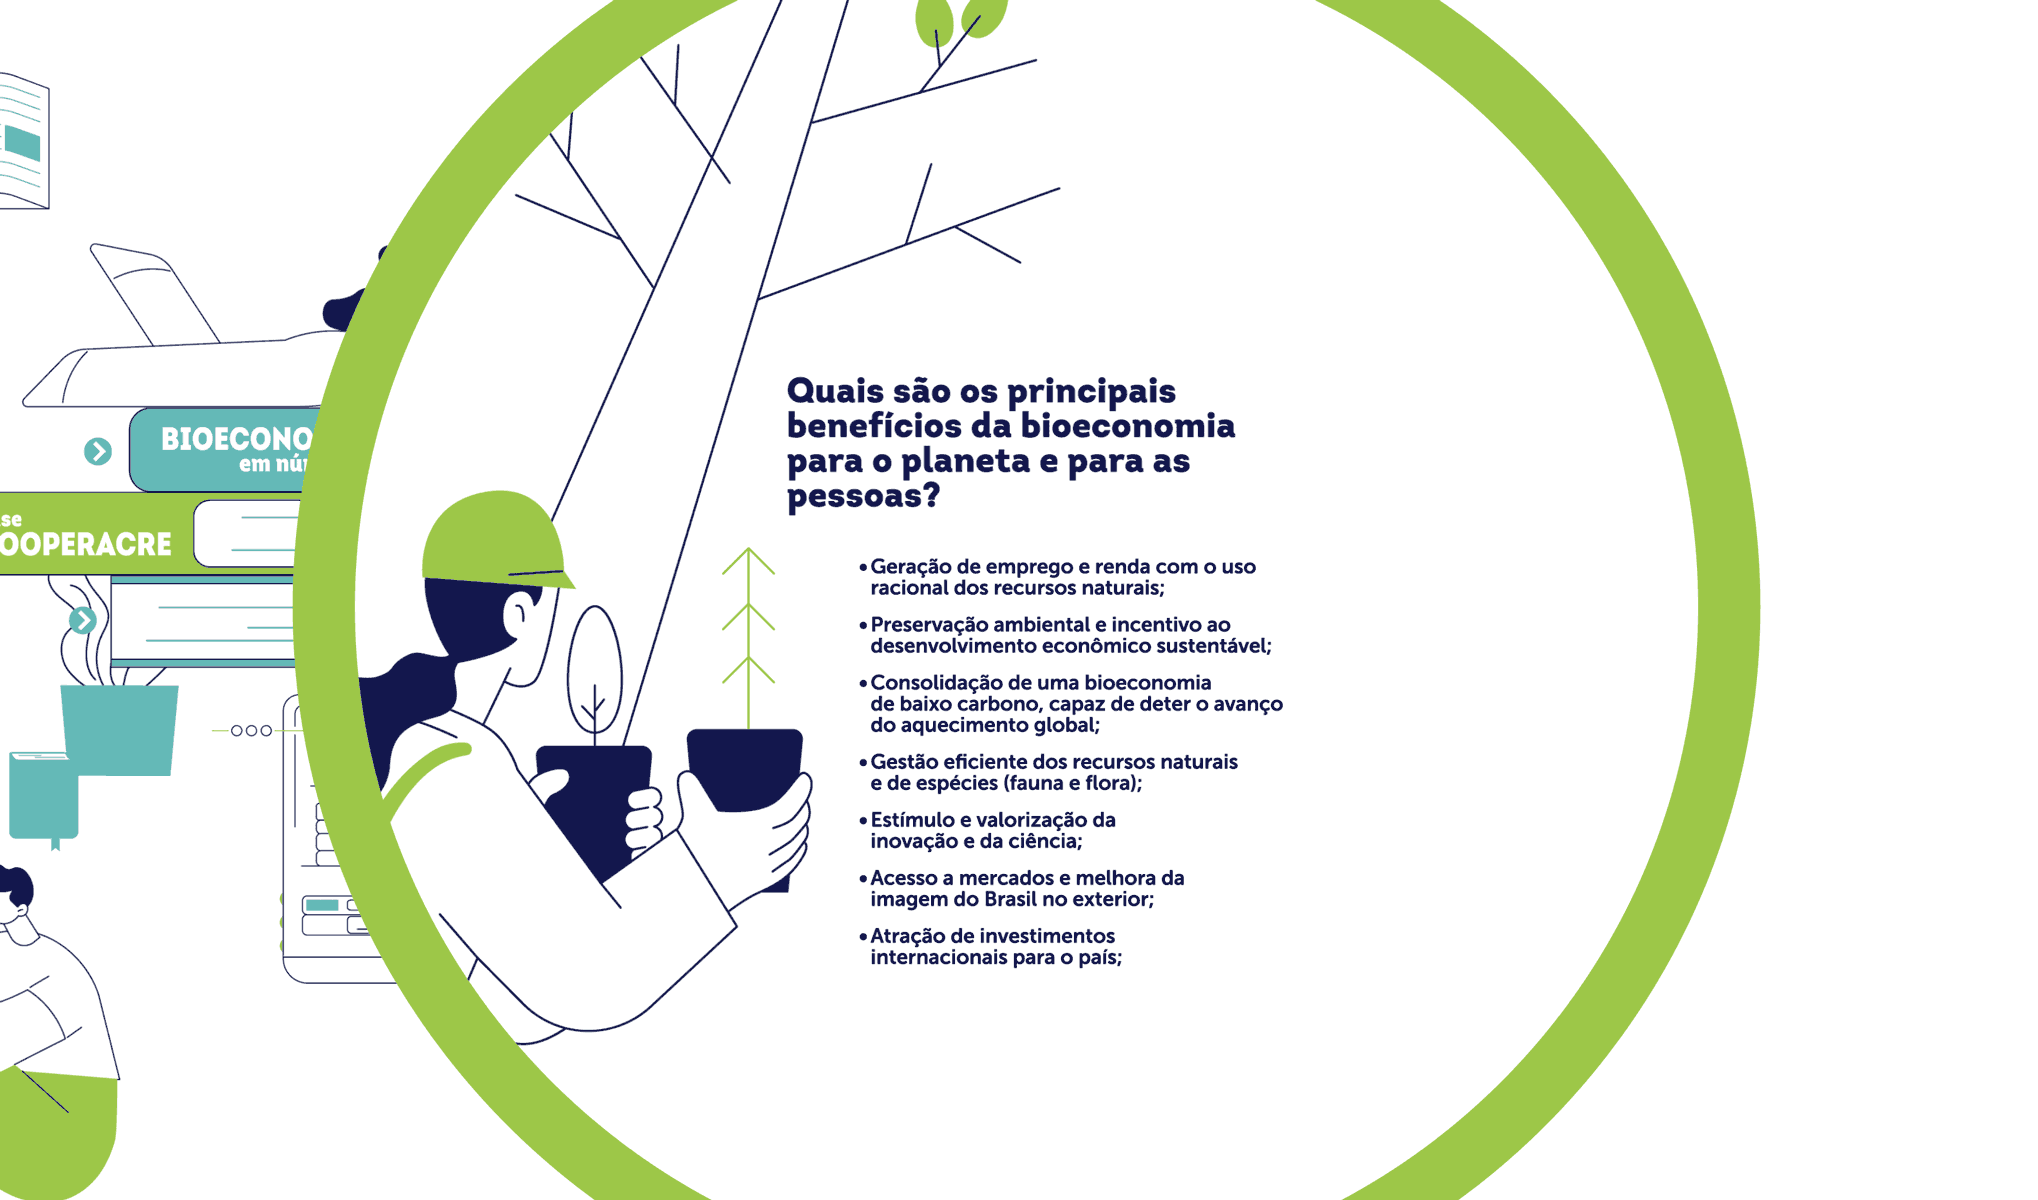 BIOECONO
em núm
se
OOPERACRE
Quais são os principais
benefícios da bioeconomia
para o planeta e para as
pessoas?
• Geração de emprego e renda com o uso
racional dos recursos naturais;
• Preservação ambiental e incentivo ao
desenvolvimento econômico sustentável;
• Consolidação de uma bioeconomia
de baixo carbono, capaz de deter o avanço
do aquecimento global;
• Gestão eficiente dos recursos naturais
e de espécies (fauna e flora);
• Estímulo e valorização da
inovação e da ciência;
• Acesso a mercados e melhora da
imagem do Brasil no exterior;
• Atração de investimentos
internacionais para o país;